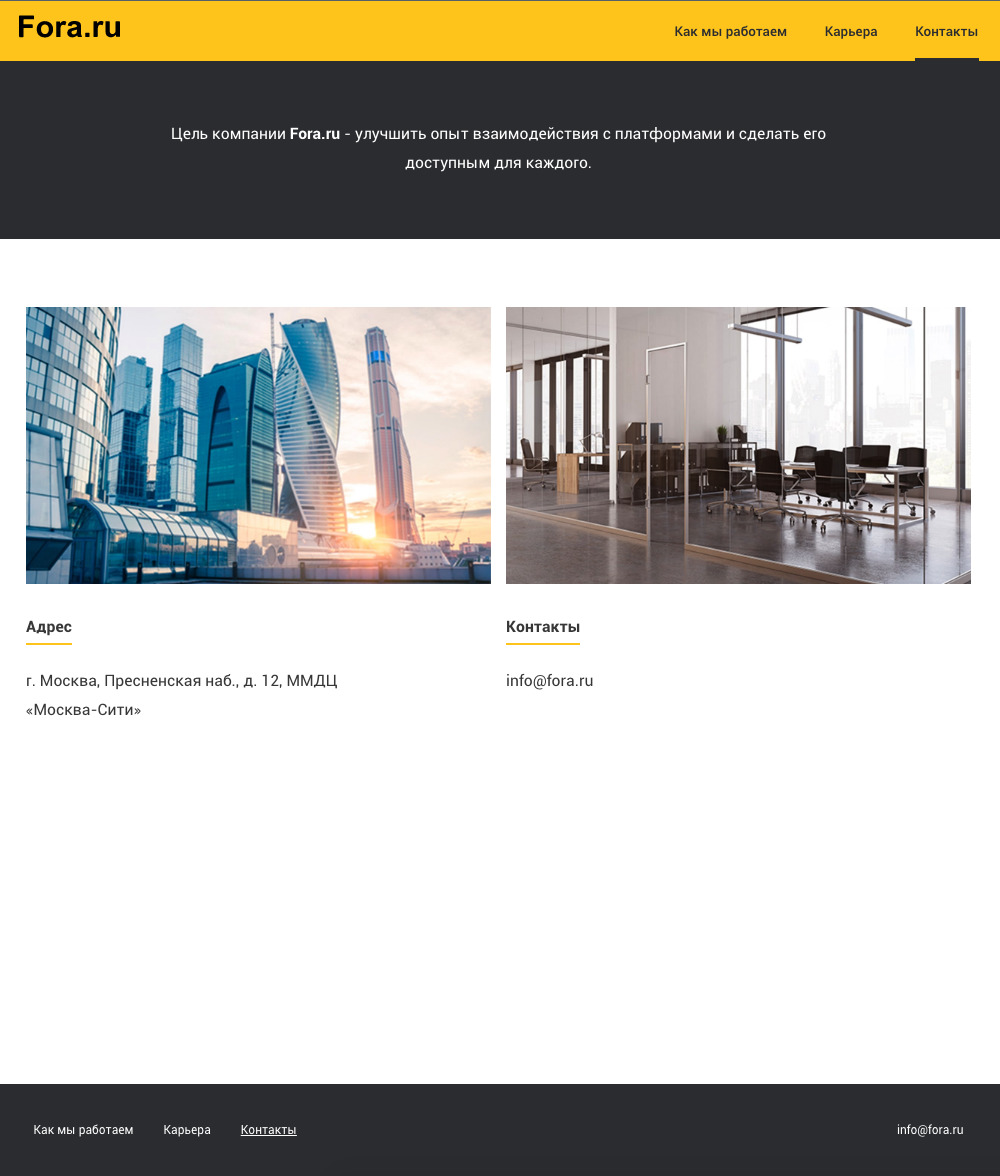 Fora.ru
Как мы работаем
Карьера
Контакты
Цель компании Fora.ru - улучшить опыт взаимодействия с платформами и сделать его
доступным для каждого.
Адрес
г. Москва, Пресненская наб., д. 12, ММДЦ
«Москва-Сити»
Контакты
info@fora.ru
Как мы работаем
Карьера
Контакты
info@fora.ru